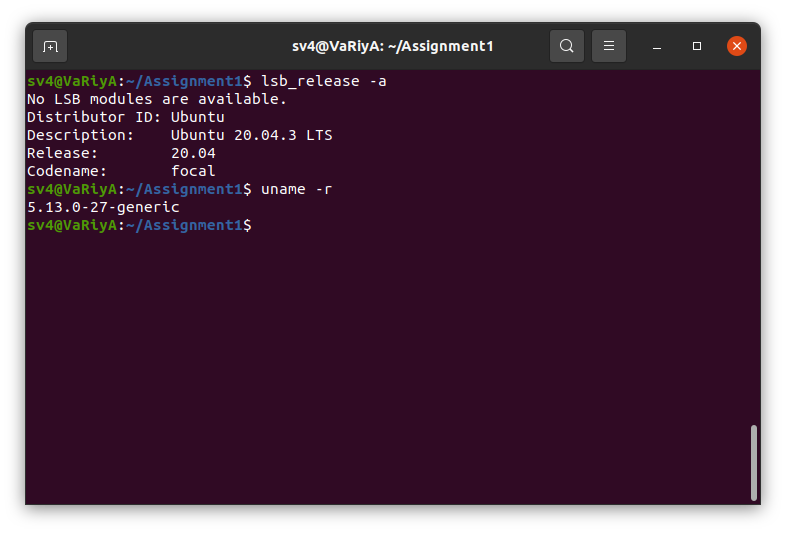 sv4@VaRiyA: ~/Assignment1
sv4@VaRiyA:~/Assignment1$ lsb_release -a
No LSB modules are available.
Distributor ID: Ubuntu
Description:    Ubuntu 20.04.3 LTS
Release:        20.04
Codename:       focal
sv4@VaRiyA:~/Assignment1$ uname -r
5.13.0-27-generic
sv4@VaRiyA:~/Assignment1$